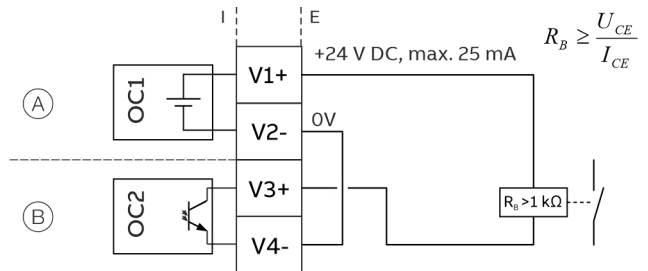 I E
+24 V DC, max. 25 mA
R_B ≥ U_CE / I_CE
A
OC1
V1+
V2-
0V
B
OC2
V3+
V4-
R_B >1 kΩ